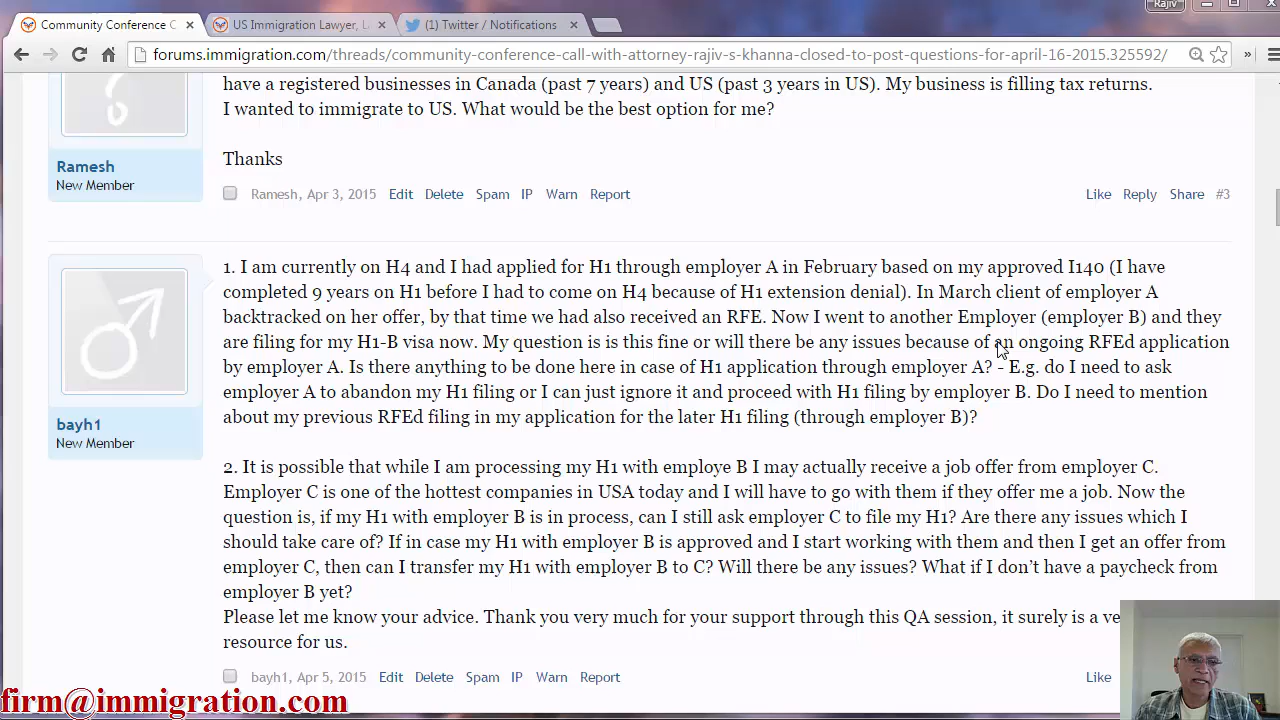 Rajiv
Community Conference C
US Immigration Lawyer, L
(1) Twitter / Notifications
forums.immigration.com/threads/community-conference-call-with-attorney-rajiv-s-khanna-closed-to-post-questions-for-april-16-2015.325592/
have a registered businesses in Canada (past 7 years) and US (past 3 years in US). My business is filling tax returns.
I wanted to immigrate to US. What would be the best option for me?
Thanks
Ramesh
New Member
Ramesh, Apr 3, 2015 Edit Delete Spam IP Warn Report Like Reply Share #3
1. I am currently on H4 and I had applied for H1 through employer A in February based on my approved I140 (I have
completed 9 years on H1 before I had to come on H4 because of H1 extension denial). In March client of employer A
backtracked on her offer, by that time we had also received an RFE. Now I went to another Employer (employer B) and they
are filing for my H1-B visa now. My question is is this fine or will there be any issues because of an ongoing RFEd application
by employer A. Is there anything to be done here in case of H1 application through employer A? - E.g. do I need to ask
employer A to abandon my H1 filing or I can just ignore it and proceed with H1 filing by employer B. Do I need to mention
about my previous RFEd filing in my application for the later H1 filing (through employer B)?
bayh1
New Member
2. It is possible that while I am processing my H1 with employe B I may actually receive a job offer from employer C.
Employer C is one of the hottest companies in USA today and I will have to go with them if they offer me a job. Now the
question is, if my H1 with employer B is in process, can I still ask employer C to file my H1? Are there any issues which I
should take care of? If in case my H1 with employer B is approved and I start working with them and then I get an offer from
employer C, then can I transfer my H1 with employer B to C? Will there be any issues? What if I don't have a paycheck from
employer B yet?
Please let me know your advice. Thank you very much for your support through this QA session, it surely is a ve
resource for us.
bayh1, Apr 5, 2015 Edit Delete Spam IP Warn Report Like
firm@immigration.com